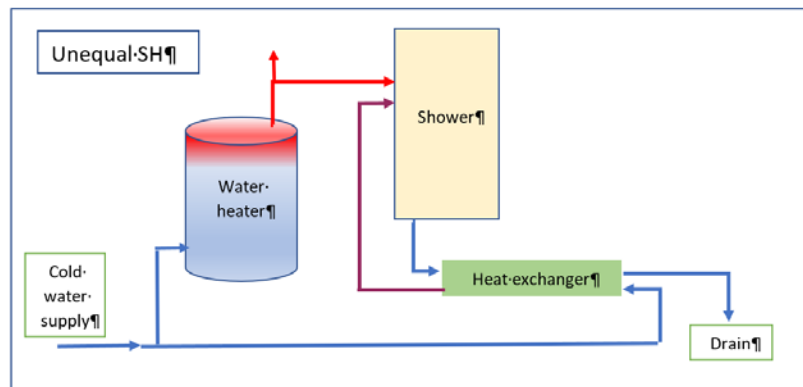 Unequal·SH¶
Shower¶
Water·
heater¶
Cold·
water·
supply¶
Heat·exchanger¶
Drain¶